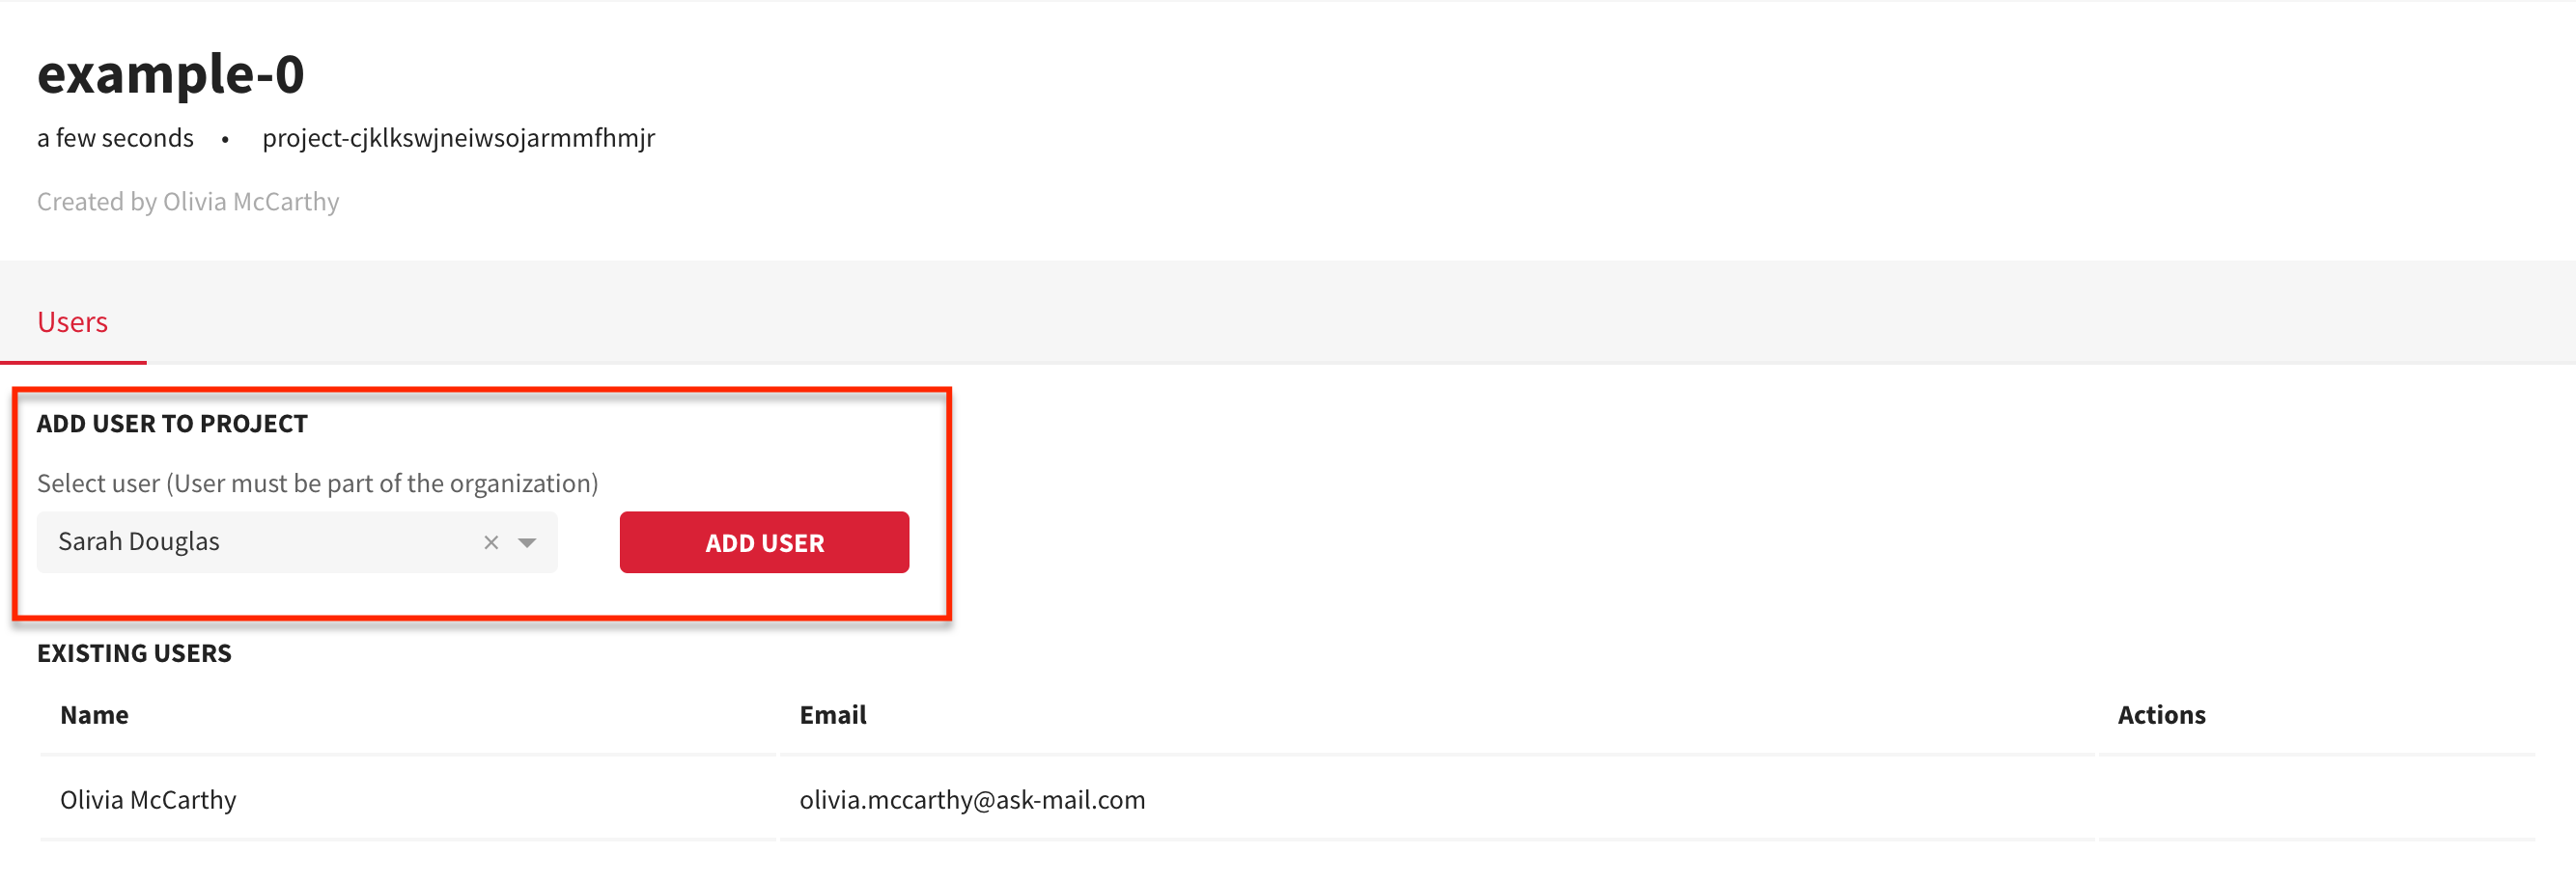 example-0
a few seconds • project-cjklkswjneiwsojarmmfhmjr
Created by Olivia McCarthy
Users
ADD USER TO PROJECT
Select user (User must be part of the organization)
Sarah Douglas × ADD USER
EXISTING USERS
Name Email Actions
Olivia McCarthy olivia.mccarthy@ask-mail.com